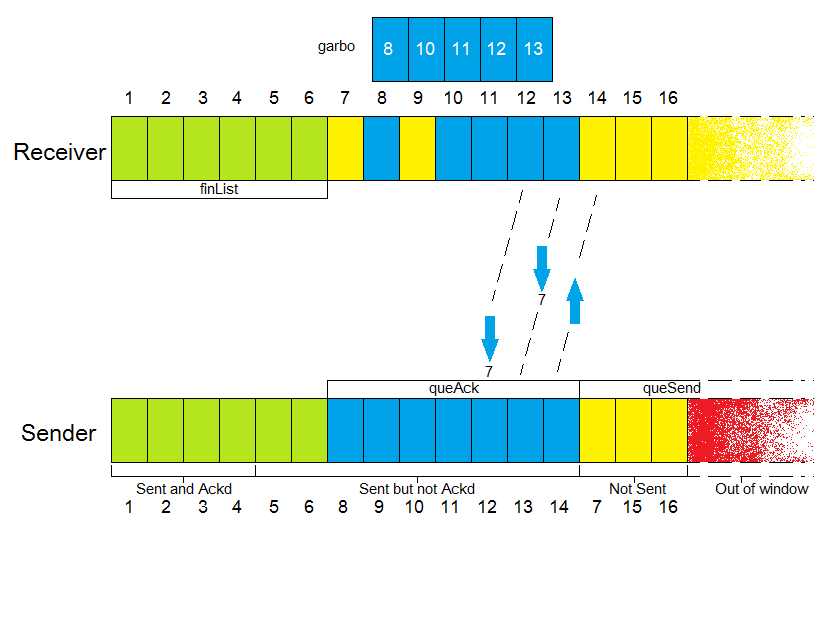 garbo 8 10 11 12 13
1 2 3 4 5 6 7 8 9 10 11 12 13 14 15 16
Receiver
finList
7
7
queAck queSend
Sender
Sent and Ackd Sent but not Ackd Not Sent Out of window
1 2 3 4 5 6 8 9 10 11 12 13 14 7 15 16